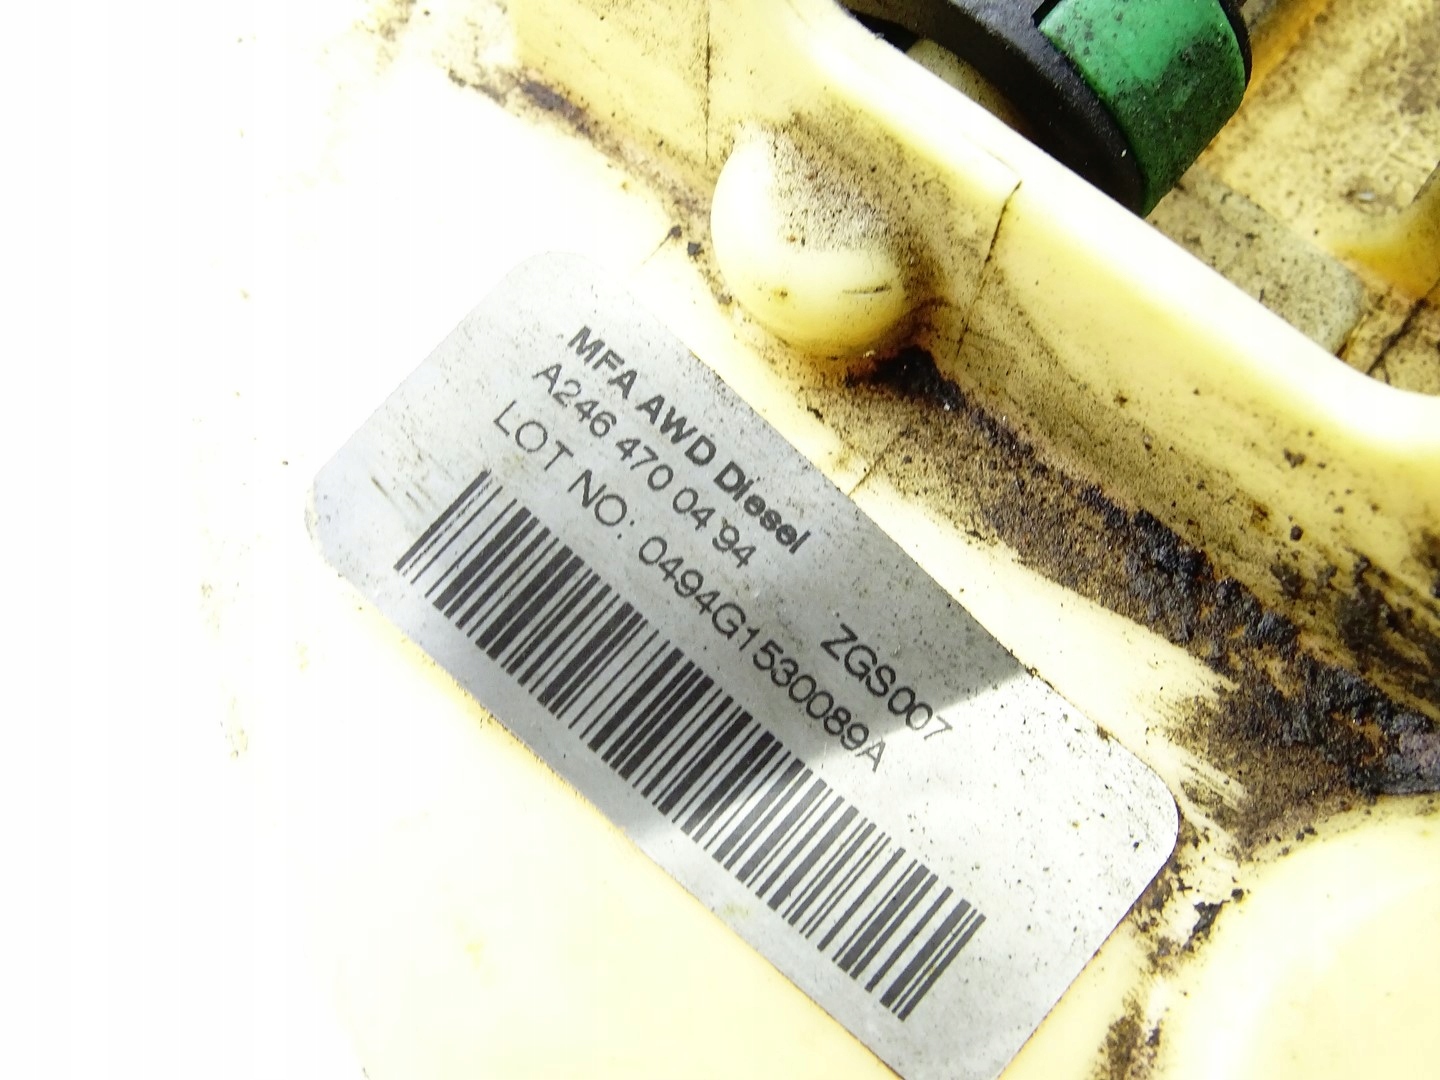 MFA AWD Diesel
A246 470 04 94 ZGS007
LOT NO: 0494G1530089A